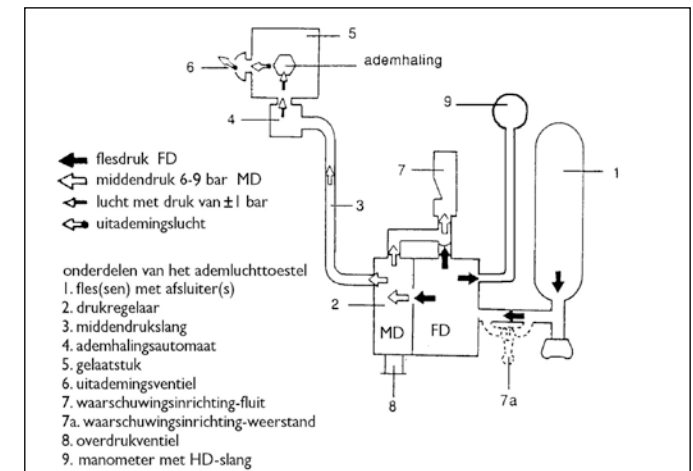 5
6
ademhaling
4
9
flesdruk FD
middendruk 6-9 bar MD
lucht met druk van ±1 bar
uitademingslucht
7
1
3
onderdelen van het ademluchttoestel
1. fles(sen) met afsluiter(s)
2. drukregelaar
3. middendrukslang
4. ademhalingsautomaat
5. gelaatstuk
6. uitademingsventiel
7. waarschuwingsinrichting-fluit
7a. waarschuwingsinrichting-weerstand
8. overdrukventiel
9. manometer met HD-slang
2
MD
FD
7a
8